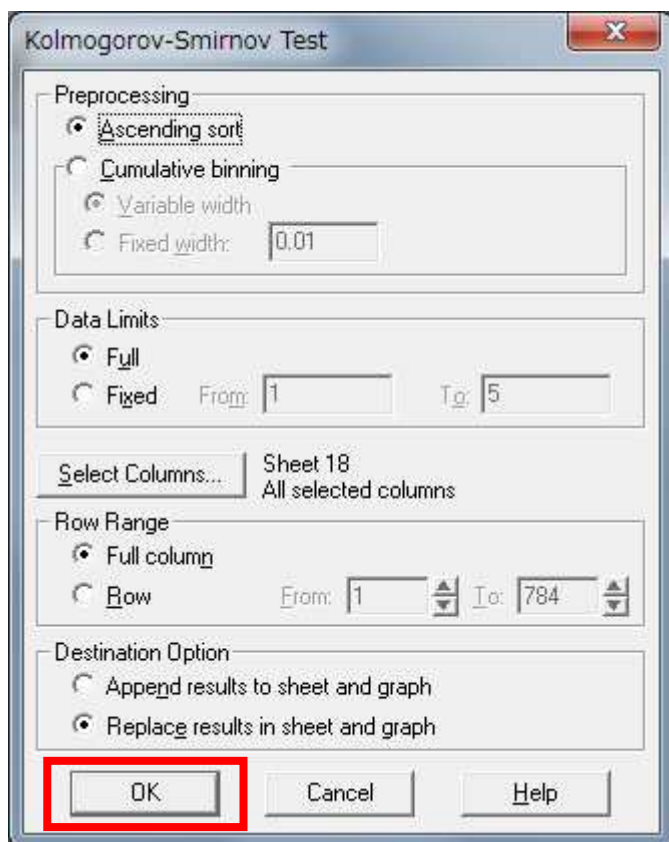 Kolmogorov-Smirnov Test
Preprocessing
Ascending sort
Cumulative binning
Variable width
Fixed width: 0.01
Data Limits
Full
Fixed From: 1 To: 5
Select Columns... Sheet 18
All selected columns
Row Range
Full column
Row From: 1 To: 784
Destination Option
Append results to sheet and graph
Replace results in sheet and graph
OK Cancel Help